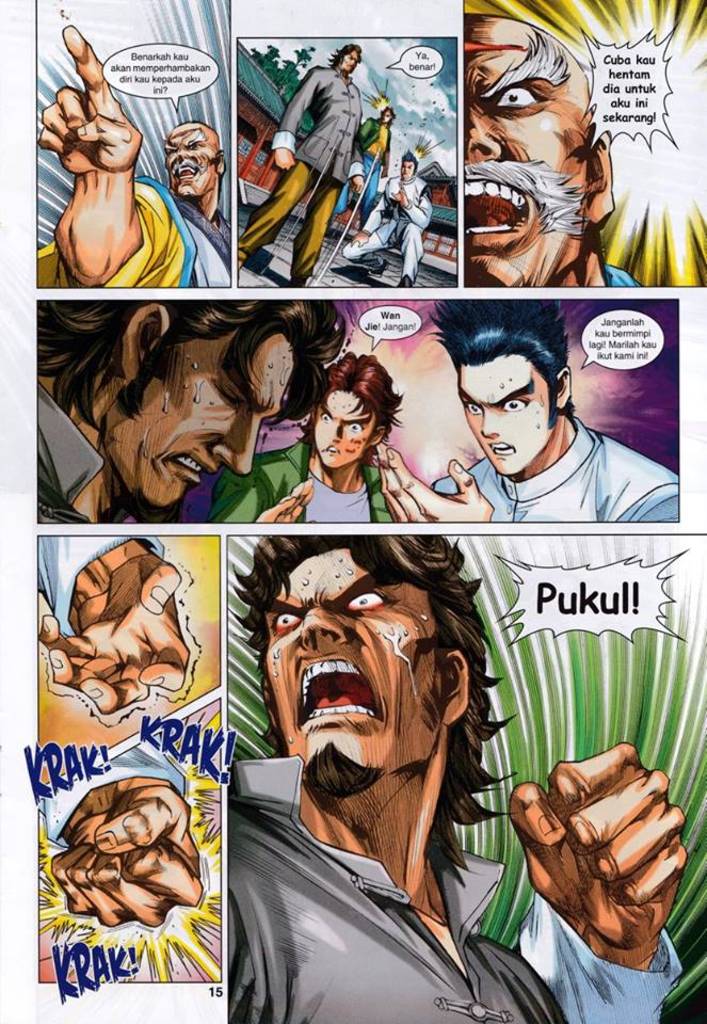 Benarkah kau
akan memperhambakan
diri kau kepada aku
ini?
Ya,
benar!
Cuba kau
hentam
dia untuk
aku ini
sekarang!
Wan
Jie! Jangan!
Janganlah
kau bermimpi
lagi! Marilah kau
ikut kami ini!
KRAK!
KRAK!
KRAK!
Pukul!
15